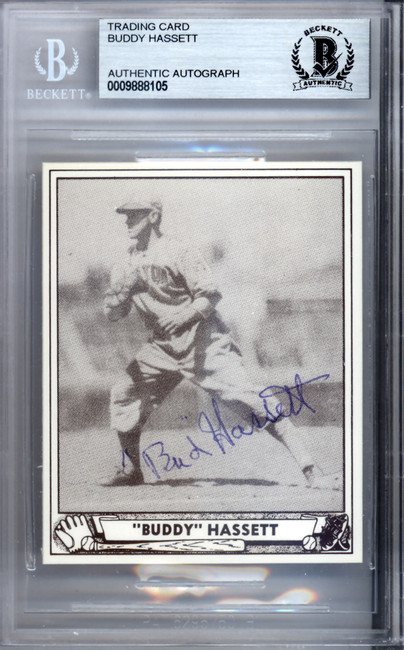 TRADING CARD
BUDDY HASSETT
AUTHENTIC AUTOGRAPH
0009888105
B
BECKETT®
BECKETT
B
AUTHENTIC
"Bud" Hassett
"BUDDY" HASSETT